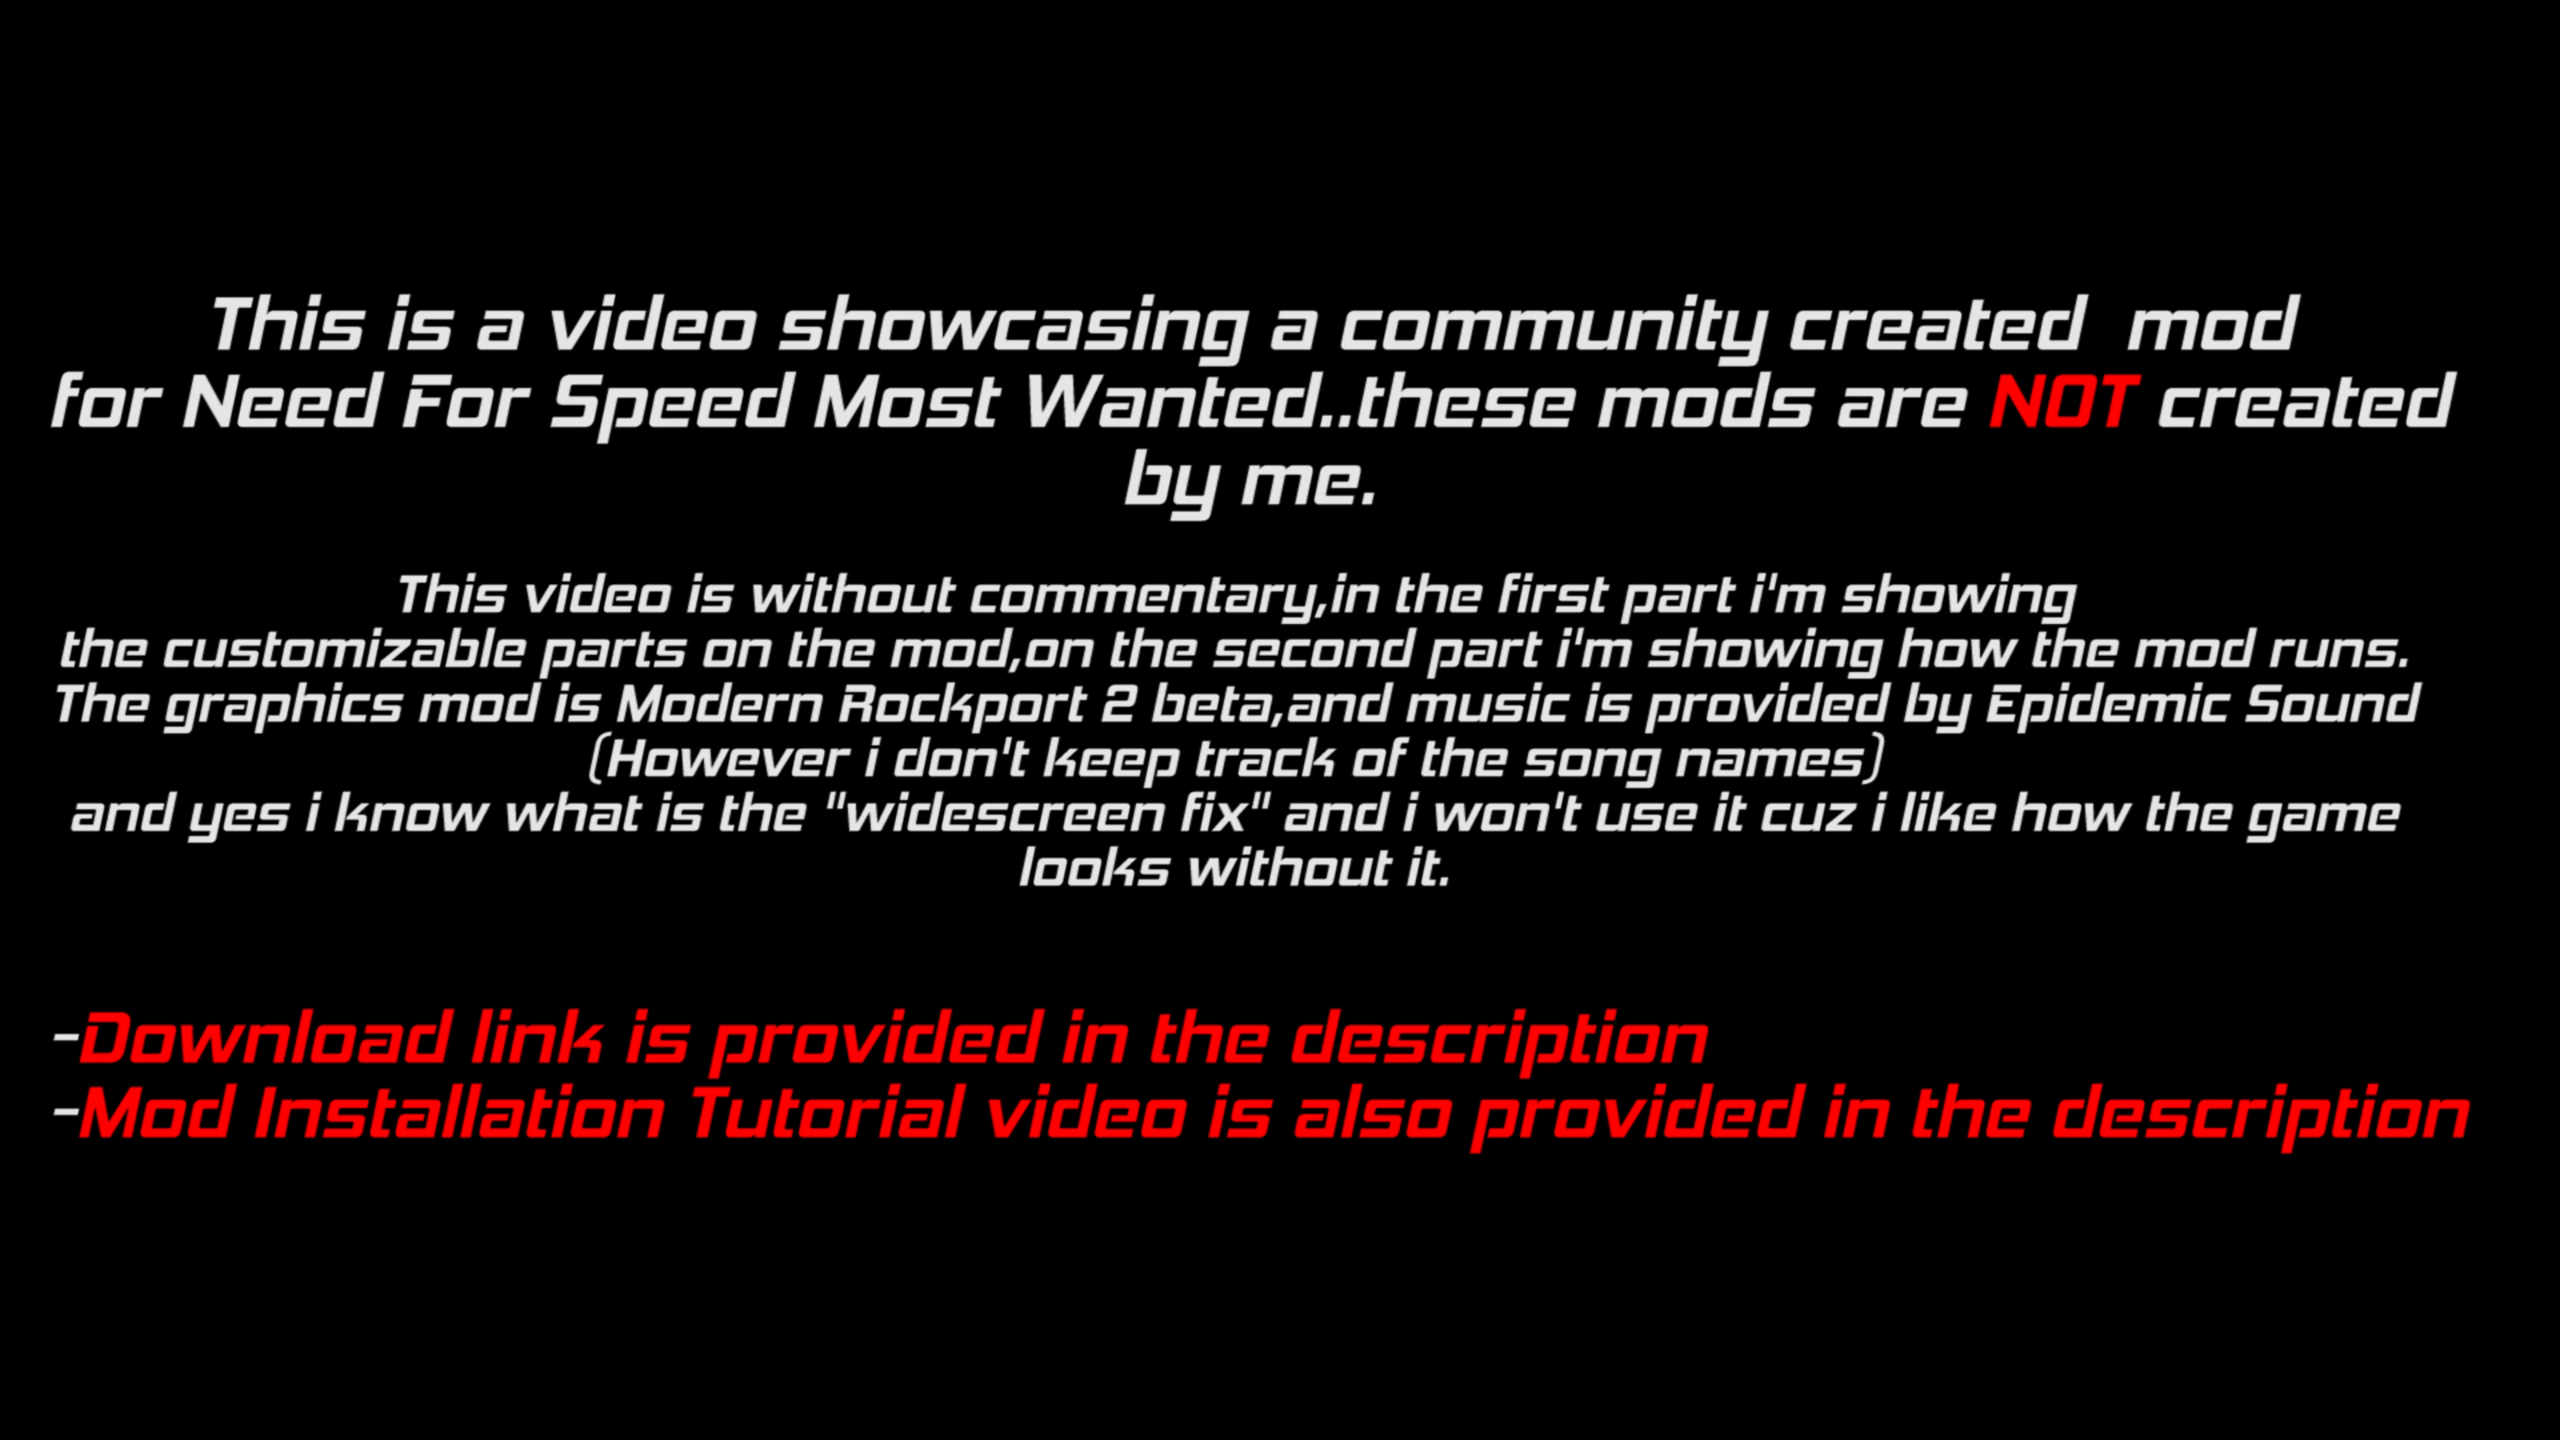 This is a video showcasing a community created  mod
for Need For Speed Most Wanted..these mods are NOT created
by me.
This video is without commentary,in the first part i'm showing
the customizable parts on the mod,on the second part i'm showing how the mod runs.
The graphics mod is Modern Rockport 2 beta,and music is provided by Epidemic Sound
(However i don't keep track of the song names)
and yes i know what is the "widescreen fix" and i won't use it cuz i like how the game
looks without it.
-Download link is provided in the description
-Mod Installation Tutorial video is also provided in the description